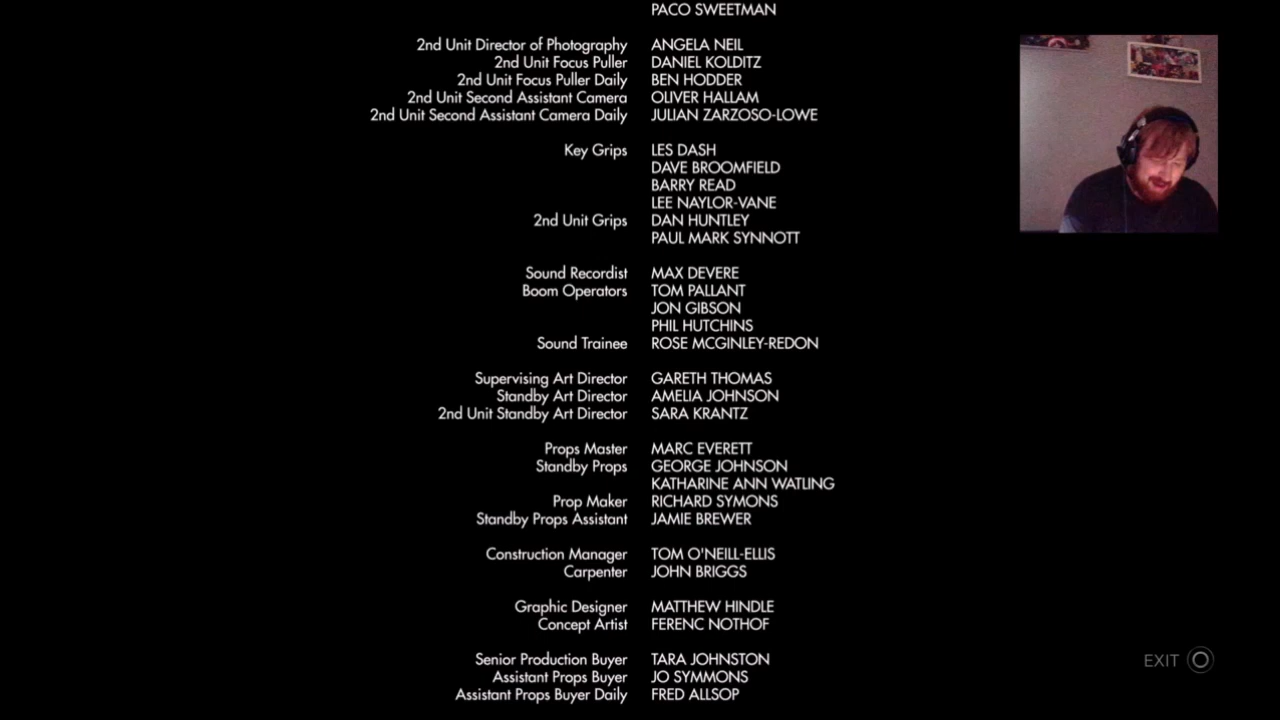 PACO SWEETMAN
2nd Unit Director of Photography ANGELA NEIL
2nd Unit Focus Puller DANIEL KOLDITZ
2nd Unit Focus Puller Daily BEN HODDER
2nd Unit Second Assistant Camera OLIVER HALLAM
2nd Unit Second Assistant Camera Daily JULIAN ZARZOSO-LOWE
Key Grips LES DASH
DAVE BROOMFIELD
BARRY READ
LEE NAYLOR-VANE
2nd Unit Grips DAN HUNTLEY
PAUL MARK SYNNOTT
Sound Recordist MAX DEVERE
Boom Operators TOM PALLANT
JON GIBSON
PHIL HUTCHINS
Sound Trainee ROSE MCGINLEY-REDON
Supervising Art Director GARETH THOMAS
Standby Art Director AMELIA JOHNSON
2nd Unit Standby Art Director SARA KRANTZ
Props Master MARC EVERETT
Standby Props GEORGE JOHNSON
KATHARINE ANN WATLING
Prop Maker RICHARD SYMONS
Standby Props Assistant JAMIE BREWER
Construction Manager TOM O'NEILL-ELLIS
Carpenter JOHN BRIGGS
Graphic Designer MATTHEW HINDLE
Concept Artist FERENC NOTHOF
Senior Production Buyer TARA JOHNSTON
Assistant Props Buyer JO SYMMONS
Assistant Props Buyer Daily FRED ALLSOP
EXIT